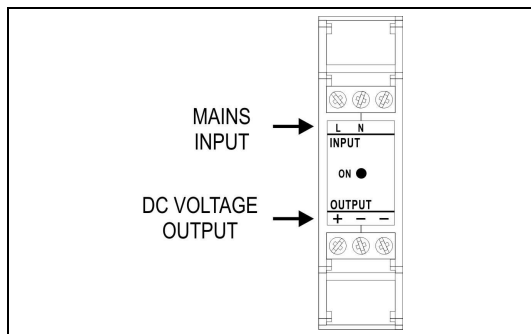 MAINS
INPUT
L N
INPUT
ON
DC VOLTAGE
OUTPUT
OUTPUT
+ − −